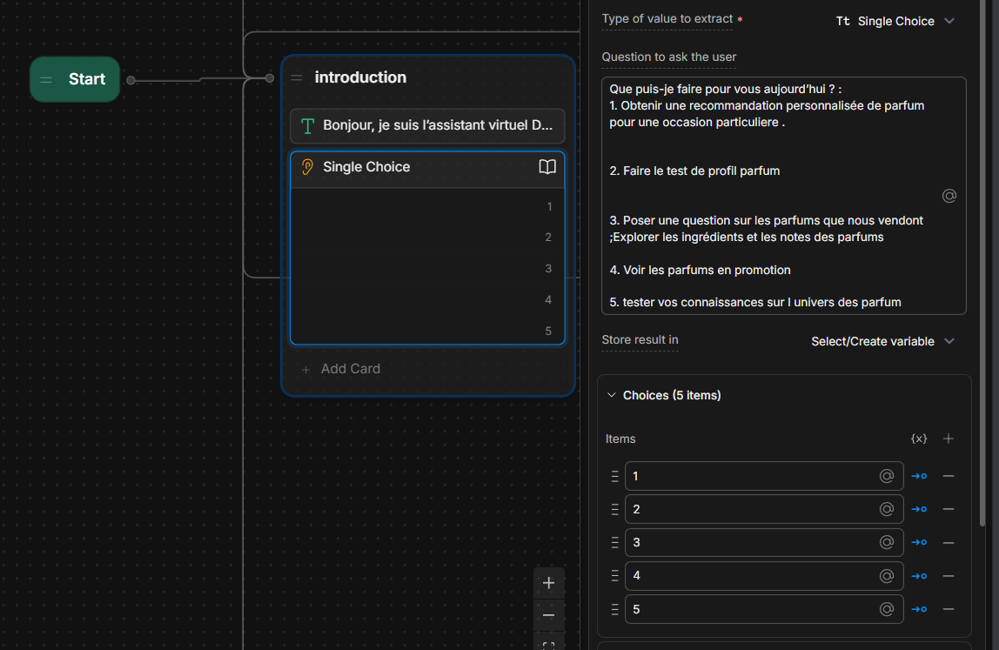 Start
introduction
Bonjour, je suis l’assistant virtuel D...
Single Choice
1
2
3
4
5
+ Add Card
Type of value to extract *
Tt Single Choice
Question to ask the user
Que puis-je faire pour vous aujourd’hui ? :
1. Obtenir une recommandation personnalisée de parfum
pour une occasion particuliere .
2. Faire le test de profil parfum
3. Poser une question sur les parfums que nous vendont
;Explorer les ingrédients et les notes des parfums
4. Voir les parfums en promotion
5. tester vos connaissances sur l univers des parfum
@
Store result in
Select/Create variable
Choices (5 items)
Items
{x} +
1 @
2 @
3 @
4 @
5 @